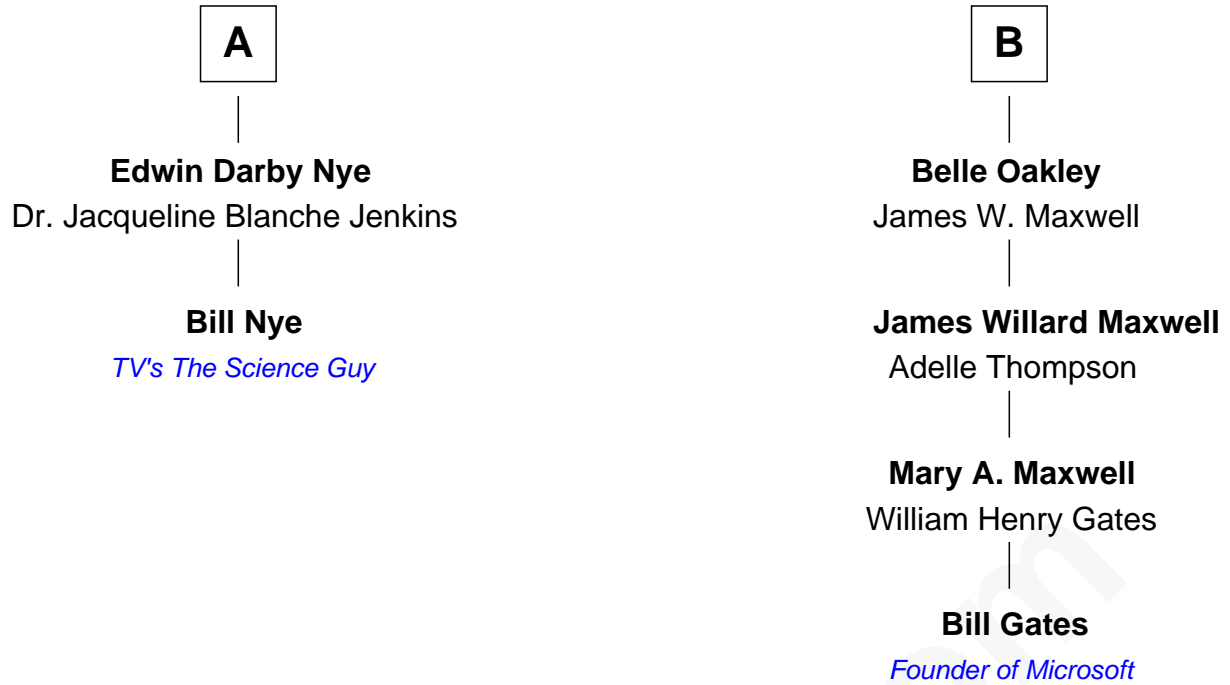 A
Edwin Darby Nye
Dr. Jacqueline Blanche Jenkins
Bill Nye
TV's The Science Guy
B
Belle Oakley
James W. Maxwell
James Willard Maxwell
Adelle Thompson
Mary A. Maxwell
William Henry Gates
Bill Gates
Founder of Microsoft